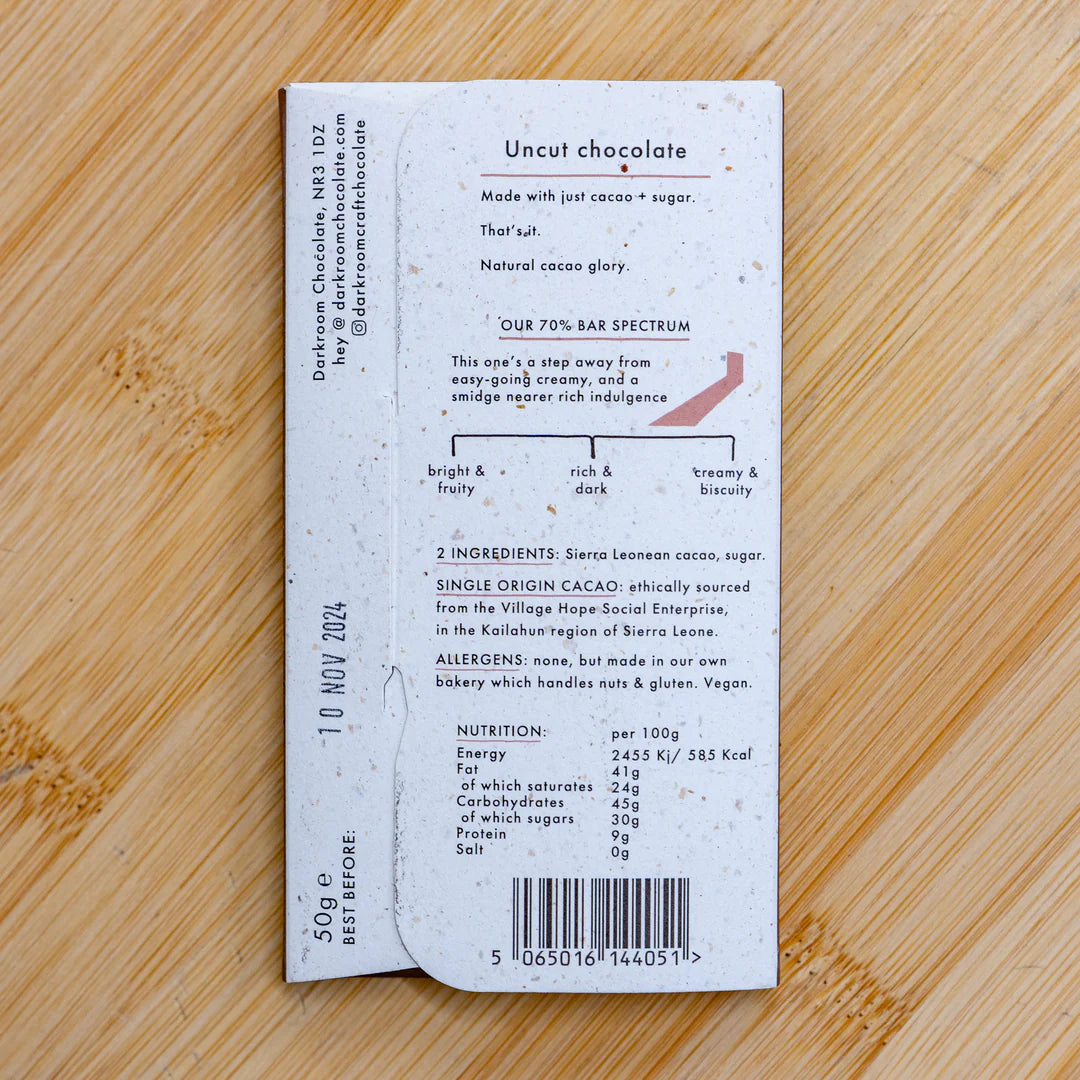 Darkroom Chocolate, NR3 1DZ
hey @ darkroomchocolate.com
darkroomcraftchocolate
10 NOV 2024
50g e
BEST BEFORE:
Uncut chocolate
Made with just cacao + sugar.
That's it.
Natural cacao glory.
OUR 70% BAR SPECTRUM
This one's a step away from
easy-going creamy, and a
smidge nearer rich indulgence
bright &
fruity
rich &
dark
creamy &
biscuity
2 INGREDIENTS: Sierra Leonean cacao, sugar.
SINGLE ORIGIN CACAO: ethically sourced
from the Village Hope Social Enterprise,
in the Kailahun region of Sierra Leone.
ALLERGENS: none, but made in our own
bakery which handles nuts & gluten. Vegan.
NUTRITION: per 100g
Energy 2455 Kj/ 585 Kcal
Fat 41g
of which saturates 24g
Carbohydrates 45g
of which sugars 30g
Protein 9g
Salt 0g
5 065016 144051 >